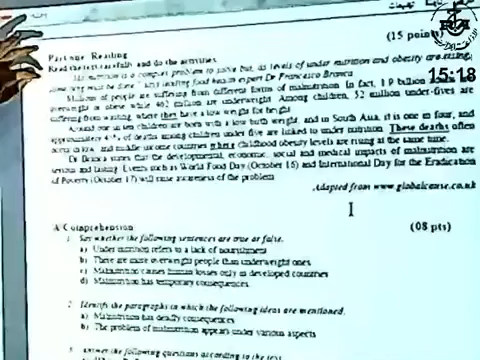 (15 points)
Part one: Reading
Read the text carefully and do the activities.
"Malnutrition is a complex problem to solve but, as levels of under nutrition and obesity are rising,
something must be done", says leading food health expert Dr Francesco Branca
15:18
Millions of people are suffering from different forms of malnutrition. In fact, 1.9 billion
overweight or obese while 462 million are underweight. Among children, 52 million under-fives are
suffering from wasting, where they have a low weight for height
Around one in ten children are born with a low birth weight, and in South Asia, it is one in four, and
approximately 45% of deaths among children under five are linked to under nutrition. These deaths often
occur in low and middle income countries where childhood obesity levels are rising at the same time.
Dr Branca states that the developmental, economic, social and medical impacts of malnutrition are
serious and lasting. Events such as World Food Day (October 16) and International Day for the Eradication
of Poverty (October 17) will raise awareness of the problem
Adapted from www.globalcause.co.uk
A Comprehension
(08 pts)
1. Say whether the following sentences are true or false.
a) Under nutrition refers to a lack of nourishment
b) There are more overweight people than underweight ones
c) Malnutrition causes human losses only in developed countries
d) Malnutrition has temporary consequences.
2. Identify the paragraphs in which the following ideas are mentioned.
a) Malnutrition has deadly consequences
b) The problem of malnutrition appears under various aspects
3. Answer the following questions according to the text.